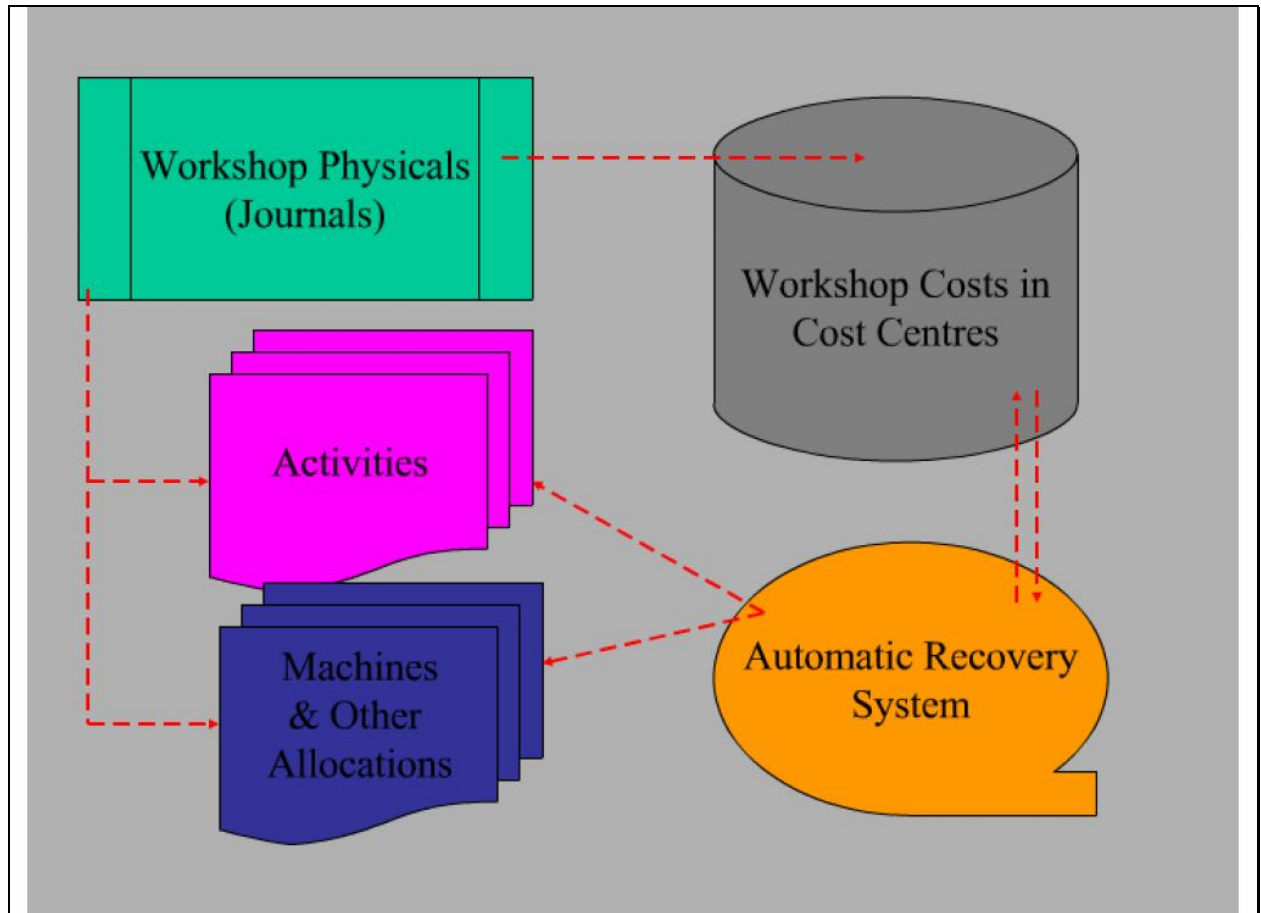 Workshop Physicals
(Journals)
Workshop Costs in
Cost Centres
Activities
Machines
& Other
Allocations
Automatic Recovery
System